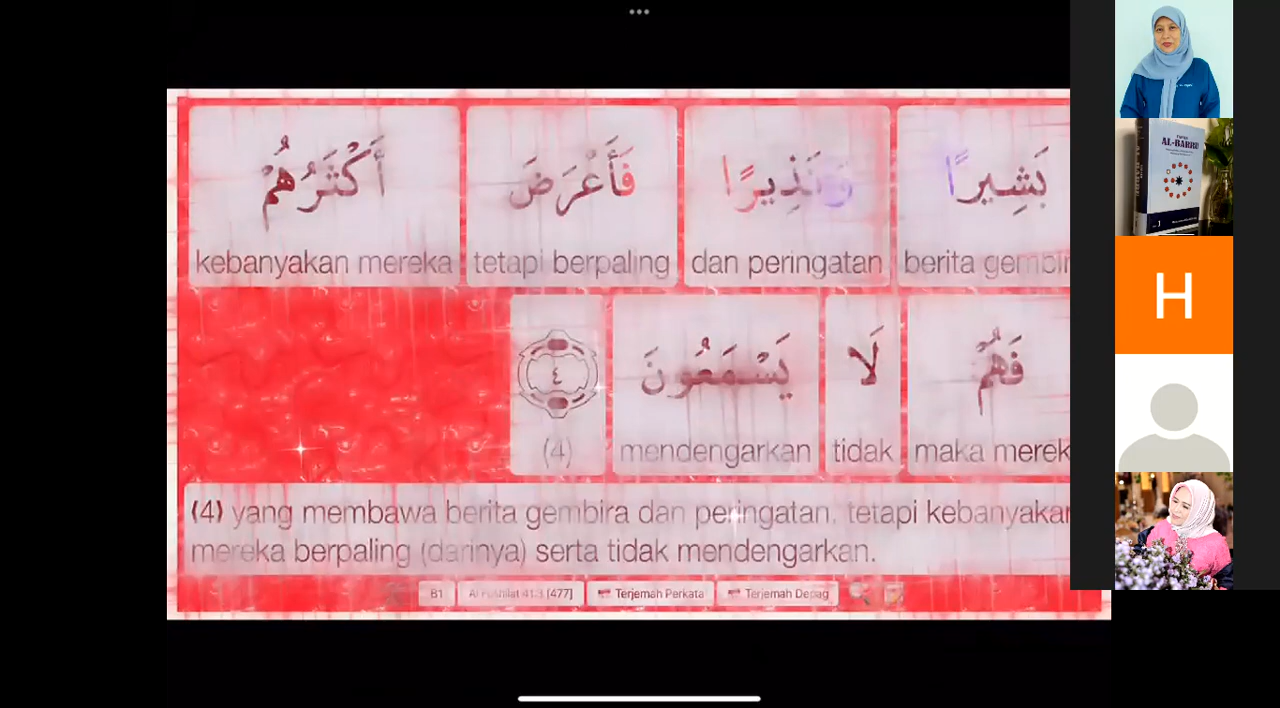 بَشِيرًا وَنَذِيرًا فَأَعْرَضَ أَكْثَرُهُمْ
kebanyakan mereka tetapi berpaling dan peringatan berita gembir
فَهُمْ لَا يَسْمَعُونَ ٤
(4) mendengarkan tidak maka merek
(4) yang membawa berita gembira dan peringatan, tetapi kebanyakan
mereka berpaling (darinya) serta tidak mendengarkan.
B1 Al Fushilat 41:3 [477] Terjemah Perkata Terjemah Depag
AL-BARRU
H